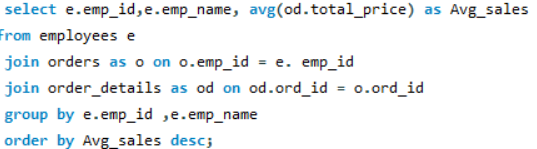 select e.emp_id,e.emp_name, avg(od.total_price) as Avg_sales
from employees e
join orders as o on o.emp_id = e. emp_id
join order_details as od on od.ord_id = o.ord_id
group by e.emp_id ,e.emp_name
order by Avg_sales desc;